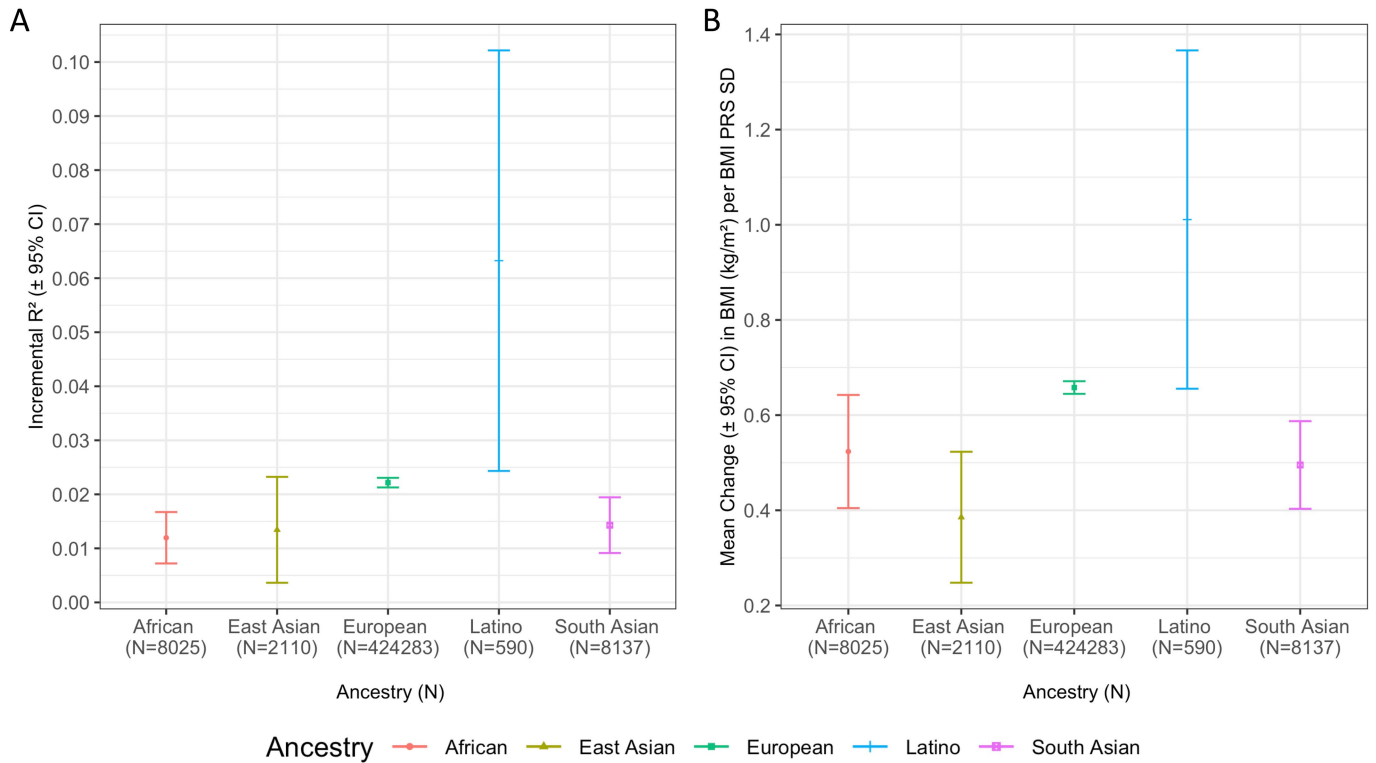 A
Incremental R² (± 95% CI)
0.10
0.09
0.08
0.07
0.06
0.05
0.04
0.03
0.02
0.01
0.00
African East Asian European Latino South Asian
(N=8025) (N=2110) (N=424283) (N=590) (N=8137)
Ancestry (N)
B
Mean Change (± 95% CI) in BMI (kg/m²) per BMI PRS SD
1.4
1.2
1.0
0.8
0.6
0.4
0.2
African East Asian European Latino South Asian
(N=8025) (N=2110) (N=424283) (N=590) (N=8137)
Ancestry (N)
Ancestry African East Asian European Latino South Asian